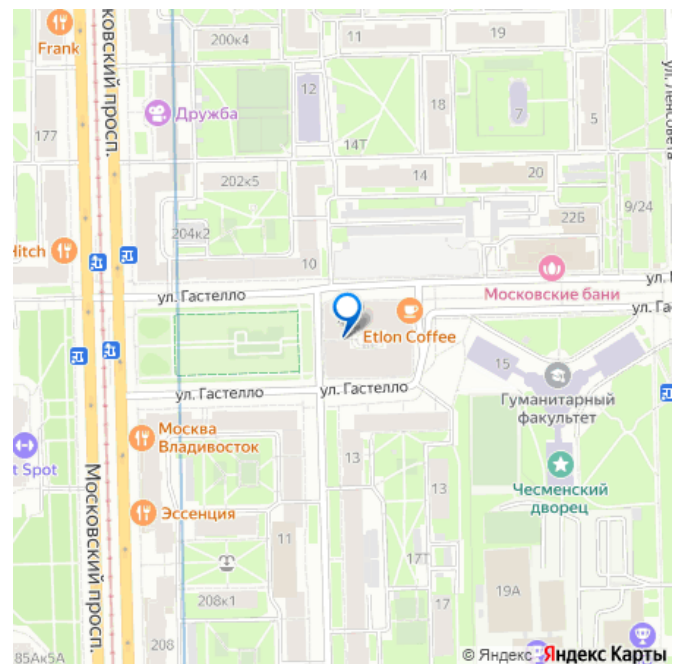 Frank
ковский просп.
177
200к4
11
19
12
18
7
5
ул. Ленсовета
Дружба
14Т
202к5
14
20
9/24
22Б
204к2
10
Hitch
ул. Гастелло
Московские бани
Etlon Coffee
ул. Га
15
Гуманитарный
факультет
ул. Гастелло
ул. Гастелло
Москва
Владивосток
t Spot
Чесменский
дворец
13
13
Эссенция
Московский просп.
11
17Т
208к1
19А
17
208
85Ак5А
© Яндекс Яндекс Карты